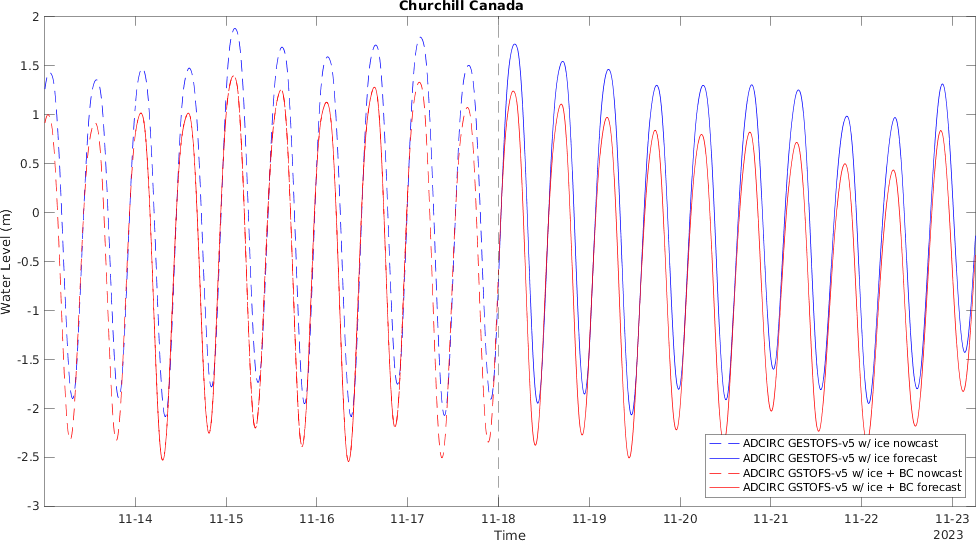 Churchill Canada
2
1.5
1
0.5
0
-0.5
-1
-1.5
-2
-2.5
-3
Water Level (m)
ADCIRC GESTOFS-v5 w/ ice nowcast
ADCIRC GESTOFS-v5 w/ ice forecast
ADCIRC GSTOFS-v5 w/ ice + BC nowcast
ADCIRC GSTOFS-v5 w/ ice + BC forecast
11-14 11-15 11-16 11-17 11-18 11-19 11-20 11-21 11-22 11-23
Time
2023